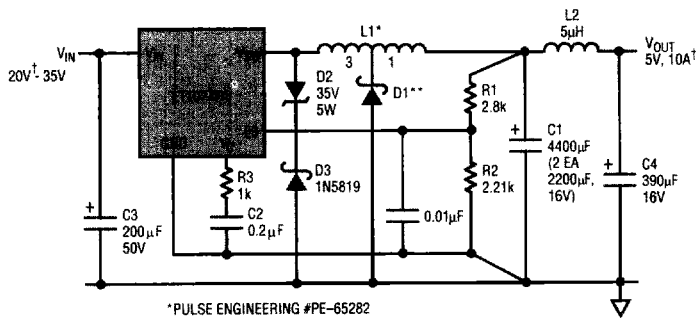 L1*
L2
5µH
VIN
20V† - 35V
VOUT
5V, 10A†
3
1
D2
35V
5W
D1**
R1
2.8k
C1
4400µF
(2 EA
2200µF,
16V)
C4
390µF
16V
R3
1k
D3
1N5819
R2
2.21k
C3
200µF
50V
C2
0.2µF
0.01µF
+
+
+
*PULSE ENGINEERING #PE–65282